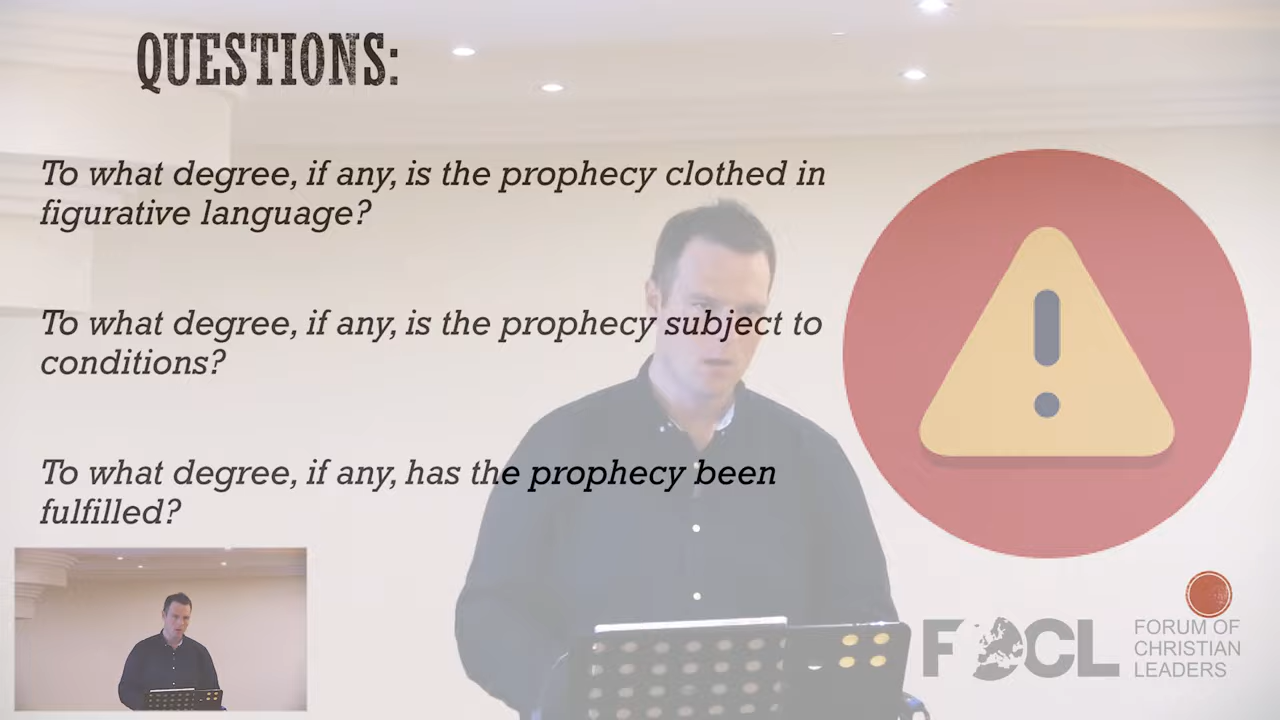 QUESTIONS:
To what degree, if any, is the prophecy clothed in
figurative language?
To what degree, if any, is the prophecy subject to
conditions?
To what degree, if any, has the prophecy been
fulfilled?
FOCL
FORUM OF
CHRISTIAN
LEADERS